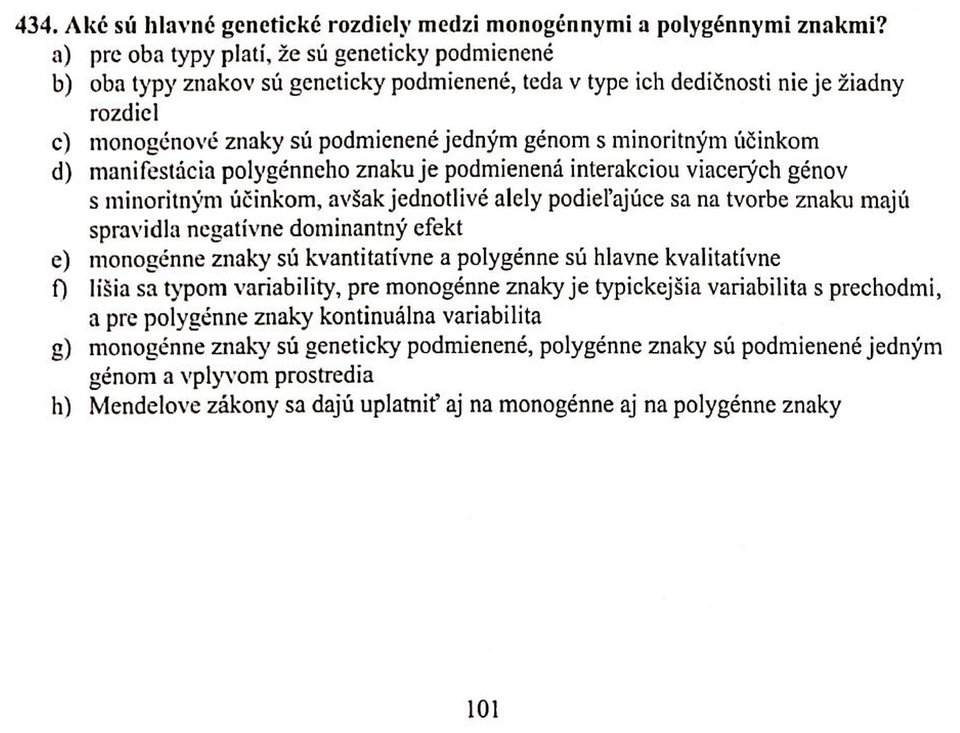 434. Aké sú hlavné genetické rozdiely medzi monogénnymi a polygénnymi znakmi?
a) pre oba typy platí, že sú geneticky podmienené
b) oba typy znakov sú geneticky podmienené, teda v type ich dedičnosti nie je žiadny
rozdiel
c) monogénové znaky sú podmienené jedným génom s minoritným účinkom
d) manifestácia polygénneho znaku je podmienená interakciou viacerých génov
s minoritným účinkom, avšak jednotlivé alely podieľajúce sa na tvorbe znaku majú
spravidla negatívne dominantný efekt
e) monogénne znaky sú kvantitatívne a polygénne sú hlavne kvalitatívne
f) líšia sa typom variability, pre monogénne znaky je typickejšia variabilita s prechodmi,
a pre polygénne znaky kontinuálna variabilita
g) monogénne znaky sú geneticky podmienené, polygénne znaky sú podmienené jedným
génom a vplyvom prostredia
h) Mendelove zákony sa dajú uplatniť aj na monogénne aj na polygénne znaky
101